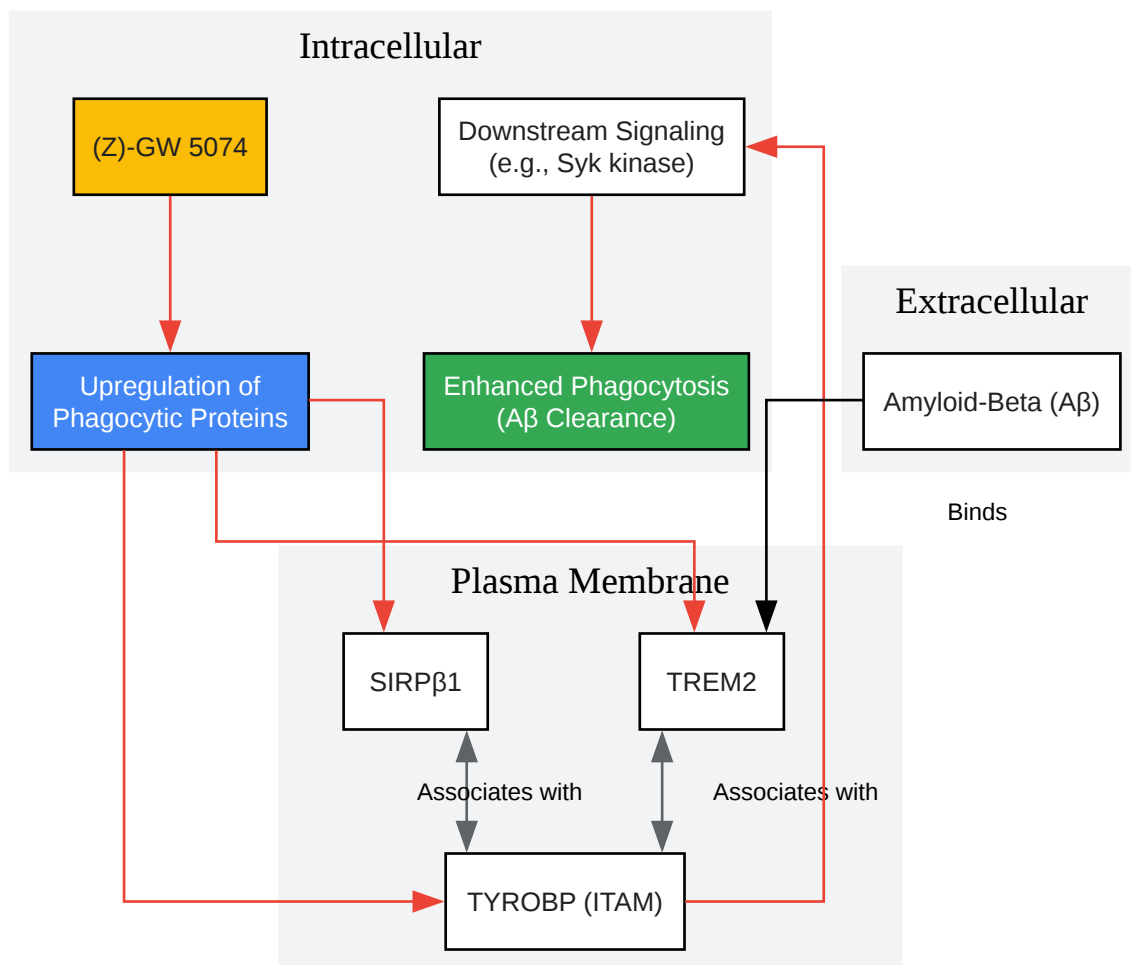 Intracellular
(Z)-GW 5074
Downstream Signaling
(e.g., Syk kinase)
Extracellular
Upregulation of
Phagocytic Proteins
Enhanced Phagocytosis
(Aβ Clearance)
Amyloid-Beta (Aβ)
Binds
Plasma Membrane
SIRPβ1
TREM2
Associates with
Associates with
TYROBP (ITAM)